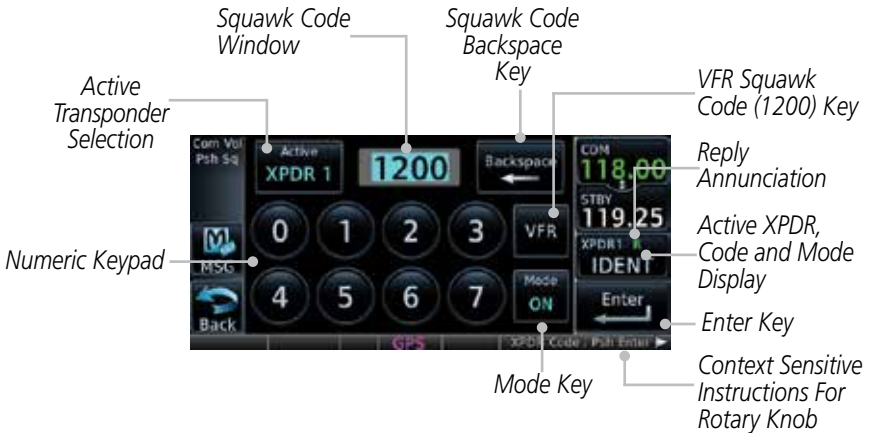 Squawk Code
Window
Squawk Code
Backspace
Key
Active
Transponder
Selection
VFR Squawk
Code (1200) Key
Reply
Annunciation
Active XPDR,
Code and Mode
Display
Numeric Keypad
Enter Key
Mode Key
Context Sensitive
Instructions For
Rotary Knob
Com Vol
Psh Sq
Active
XPDR 1
1200
Backspace
COM
118.00
STBY
119.25
0 1 2 3 VFR
XPDR1 R
IDENT
MSG
4 5 6 7
Mode
ON
Enter
Back
GPS
XPDR Code Psh Enter